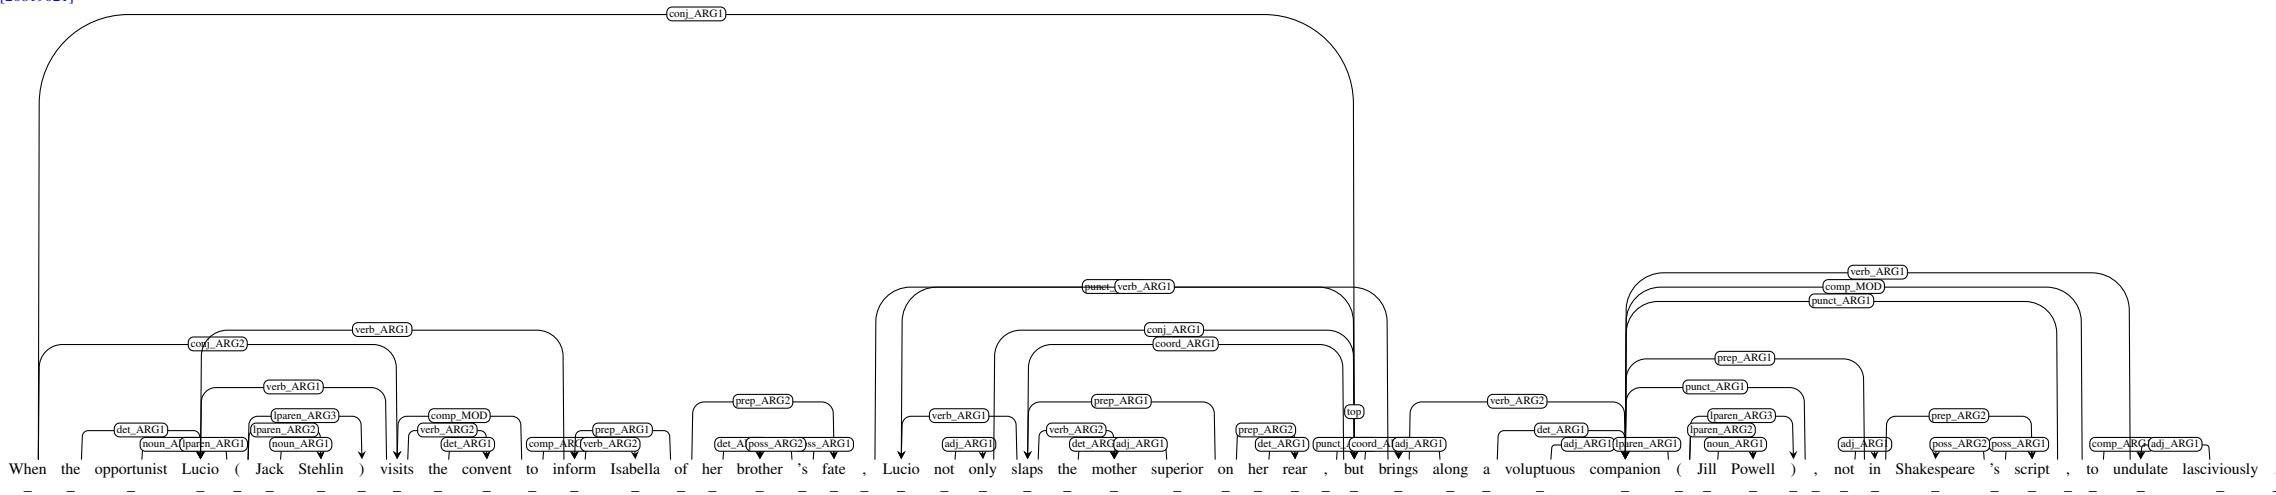 conj_ARG1
verb_ARG1
comp_MOD
punct_ARG1
verb_ARG1
verb_ARG1 conj_ARG1
conj_ARG2 coord_ARG1
prep_ARG1
verb_ARG1 punct_ARG1
prep_ARG2 prep_ARG1 verb_ARG2
top
lparen_ARG3 comp_MOD verb_ARG1 lparen_ARG3 prep_ARG2
det_ARG1 lparen_ARG2 verb_ARG2 prep_ARG1 verb_ARG2 prep_ARG2 det_ARG1 lparen_ARG2
lparen_ARG1 noun_ARG1 det_ARG1 verb_ARG2 poss_ARG2 adj_ARG1 adj_ARG1 det_ARG1 adj_ARG1 lparen_ARG1 noun_ARG1 adj_ARG1 poss_ARG2 poss_ARG1 adj_ARG1
When the opportunist Lucio ( Jack Stehlin ) visits the convent to inform Isabella of her brother 's fate , Lucio not only slaps the mother superior on her rear , but brings along a voluptuous companion ( Jill Powell ) , not in Shakespeare 's script , to undulate lasciviously .